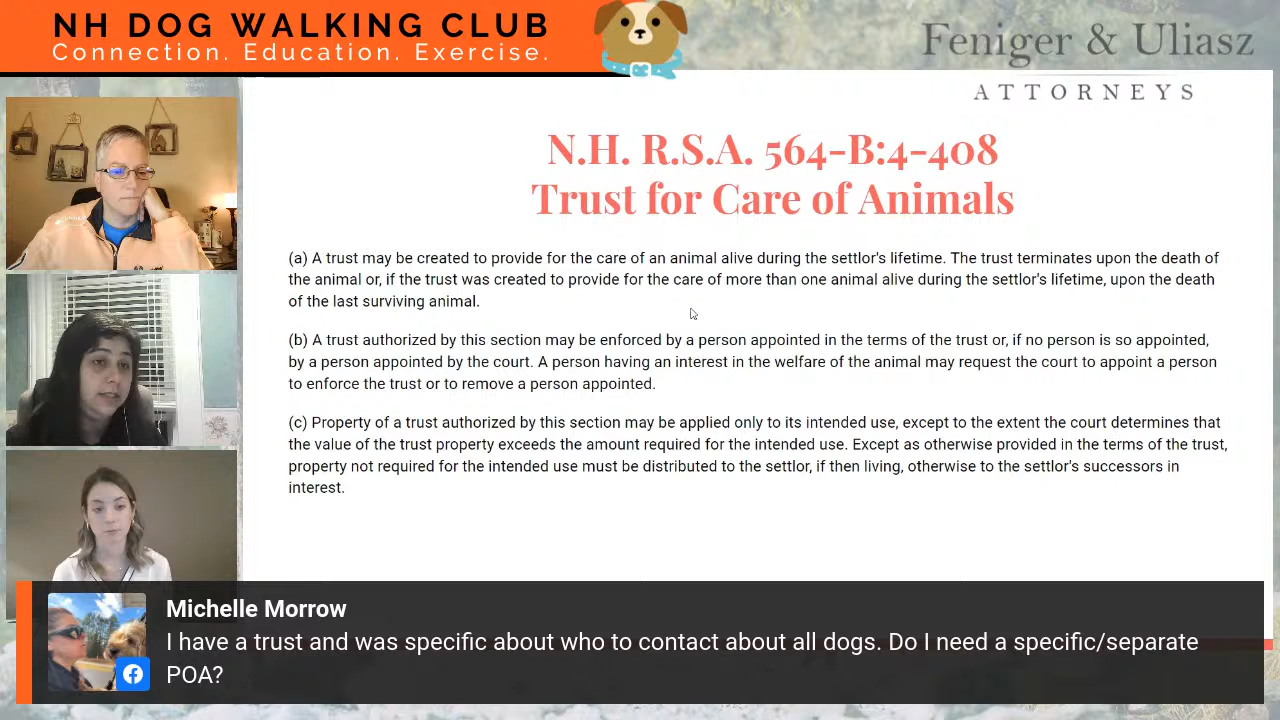 NH DOG WALKING CLUB
Connection. Education. Exercise.
Feniger & Uliasz
ATTORNEYS
N.H. R.S.A. 564-B:4-408
Trust for Care of Animals
(a) A trust may be created to provide for the care of an animal alive during the settlor's lifetime. The trust terminates upon the death of
the animal or, if the trust was created to provide for the care of more than one animal alive during the settlor's lifetime, upon the death
of the last surviving animal.
(b) A trust authorized by this section may be enforced by a person appointed in the terms of the trust or, if no person is so appointed,
by a person appointed by the court. A person having an interest in the welfare of the animal may request the court to appoint a person
to enforce the trust or to remove a person appointed.
(c) Property of a trust authorized by this section may be applied only to its intended use, except to the extent the court determines that
the value of the trust property exceeds the amount required for the intended use. Except as otherwise provided in the terms of the trust,
property not required for the intended use must be distributed to the settlor, if then living, otherwise to the settlor's successors in
interest.
Michelle Morrow
I have a trust and was specific about who to contact about all dogs. Do I need a specific/separate
POA?